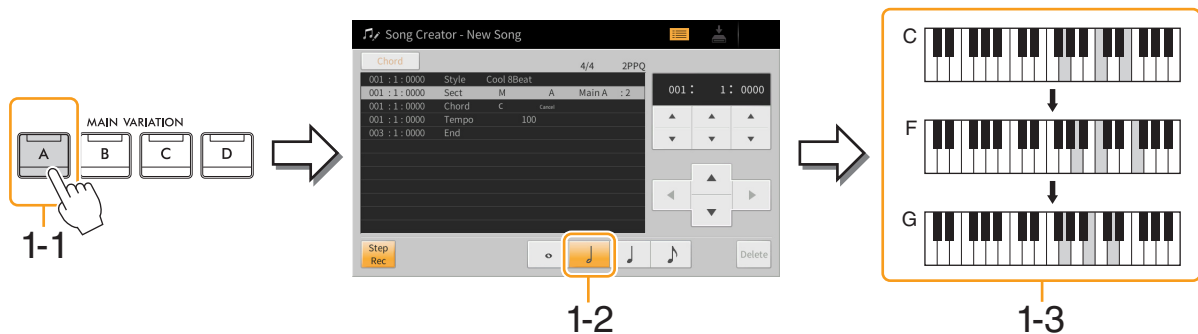 MAIN VARIATION
A B C D
1-1
Song Creator - New Song
Chord
4/4 2PPQ
001 : 1 : 0000 Style Cool 8Beat
001 : 1 : 0000 Sect M A Main A : 2
001 : 1 : 0000 Chord C Cancel
001 : 1 : 0000 Tempo 100
003 : 1 : 0000 End
001 : 1 : 0000
Step
Rec
Delete
1-2
C
F
G
1-3